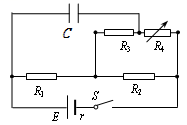 C
R₃ R₄
R₁ S R₂
E r